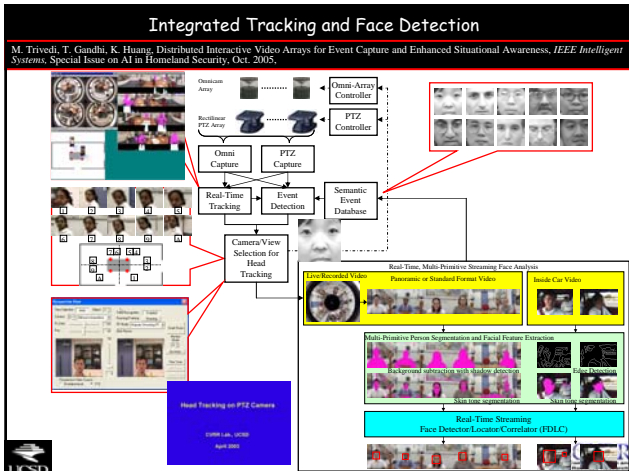 Integrated Tracking and Face Detection
M. Trivedi, T. Gandhi, K. Huang, Distributed Interactive Video Arrays for Event Capture and Enhanced Situational Awareness, IEEE Intelligent
Systems, Special Issue on AI in Homeland Security, Oct. 2005,
Omnicam
Array
Omni-Array
Controller
Rectilinear
PTZ Array
PTZ
Controller
Omni
Capture
PTZ
Capture
Real-Time
Tracking
Event
Detection
Semantic
Event
Database
Camera/View
Selection for
Head
Tracking
Real-Time, Multi-Primitive Streaming Face Analysis
Live/Recorded Video
Panoramic or Standard Format Video
Inside Car Video
Multi-Primitive Person Segmentation and Facial Feature Extraction
Background subtraction with shadow detection
Edge Detection
Skin tone segmentation
Skin tone segmentation
Real-Time Streaming
Face Detector/Locator/Correlator (FDLC)
Head Tracking on PTZ Camera
CVRR Lab, UCSD
April 2003
UCSD